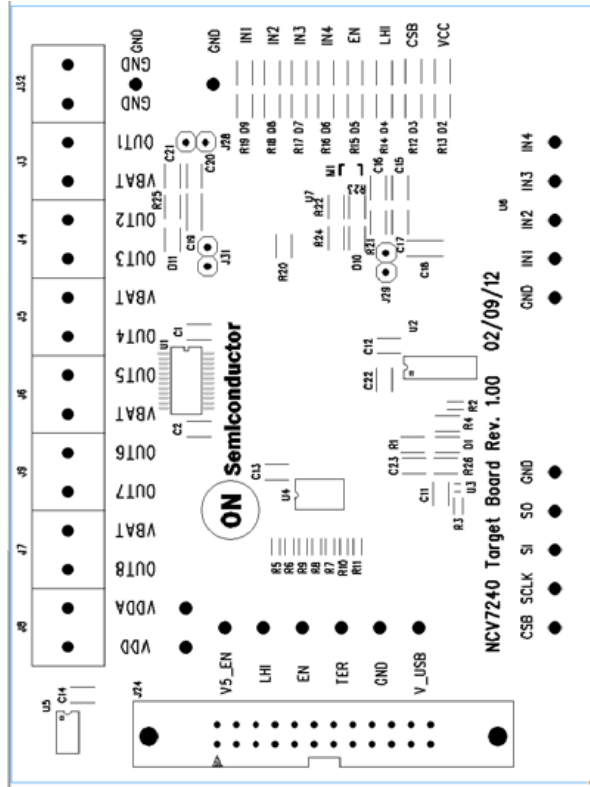 GND
GND
IN1
IN2
IN3
IN4
EN
LHI
CSB
VCC
J32
GND
GND
R19 D9
R18 D8
R17 D7
R16 D6
R15 D5
R14 D4
R12 D3
R13 D2
J3
OUT1
VBAT
C21
C20
J28
R25
M1
R23
C16
C15
IN4
IN3
J4
OUT2
OUT3
D11
C19
J31
R20
U7
R22
R24
D10
R21
C17
C18
J29
U6
IN2
IN1
GND
J5
VBAT
OUT4
C1
U1
C12
U2
J6
OUT5
VBAT
C2
C22
R2
R4
J9
OUT6
OUT7
ON
Semiconductor
C13
U4
R1
D1
C23
R26
C11
U3
R3
NCV7240 Target Board Rev. 1.00 02/09/12
GND
SO
SI
SCLK
CSB
J7
VBAT
OUT8
R5
R6
R9
R8
R7
R10
R11
J8
VDDA
VDD
V5_EN
LHI
EN
TER
GND
V_USB
U5
C14
J24